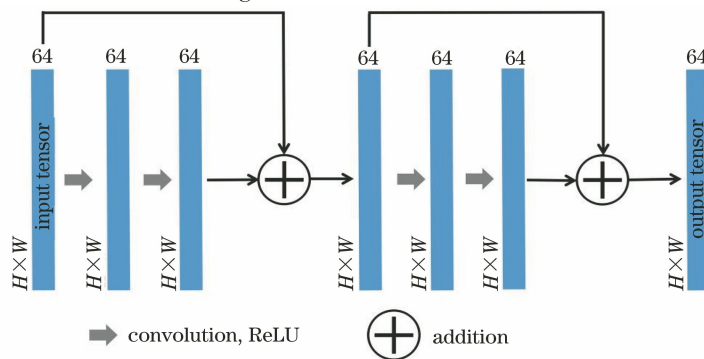 64
64
64
64
64
64
64
input tensor
H×W
H×W
H×W
H×W
H×W
H×W
output tensor
H×W
convolution, ReLU
addition